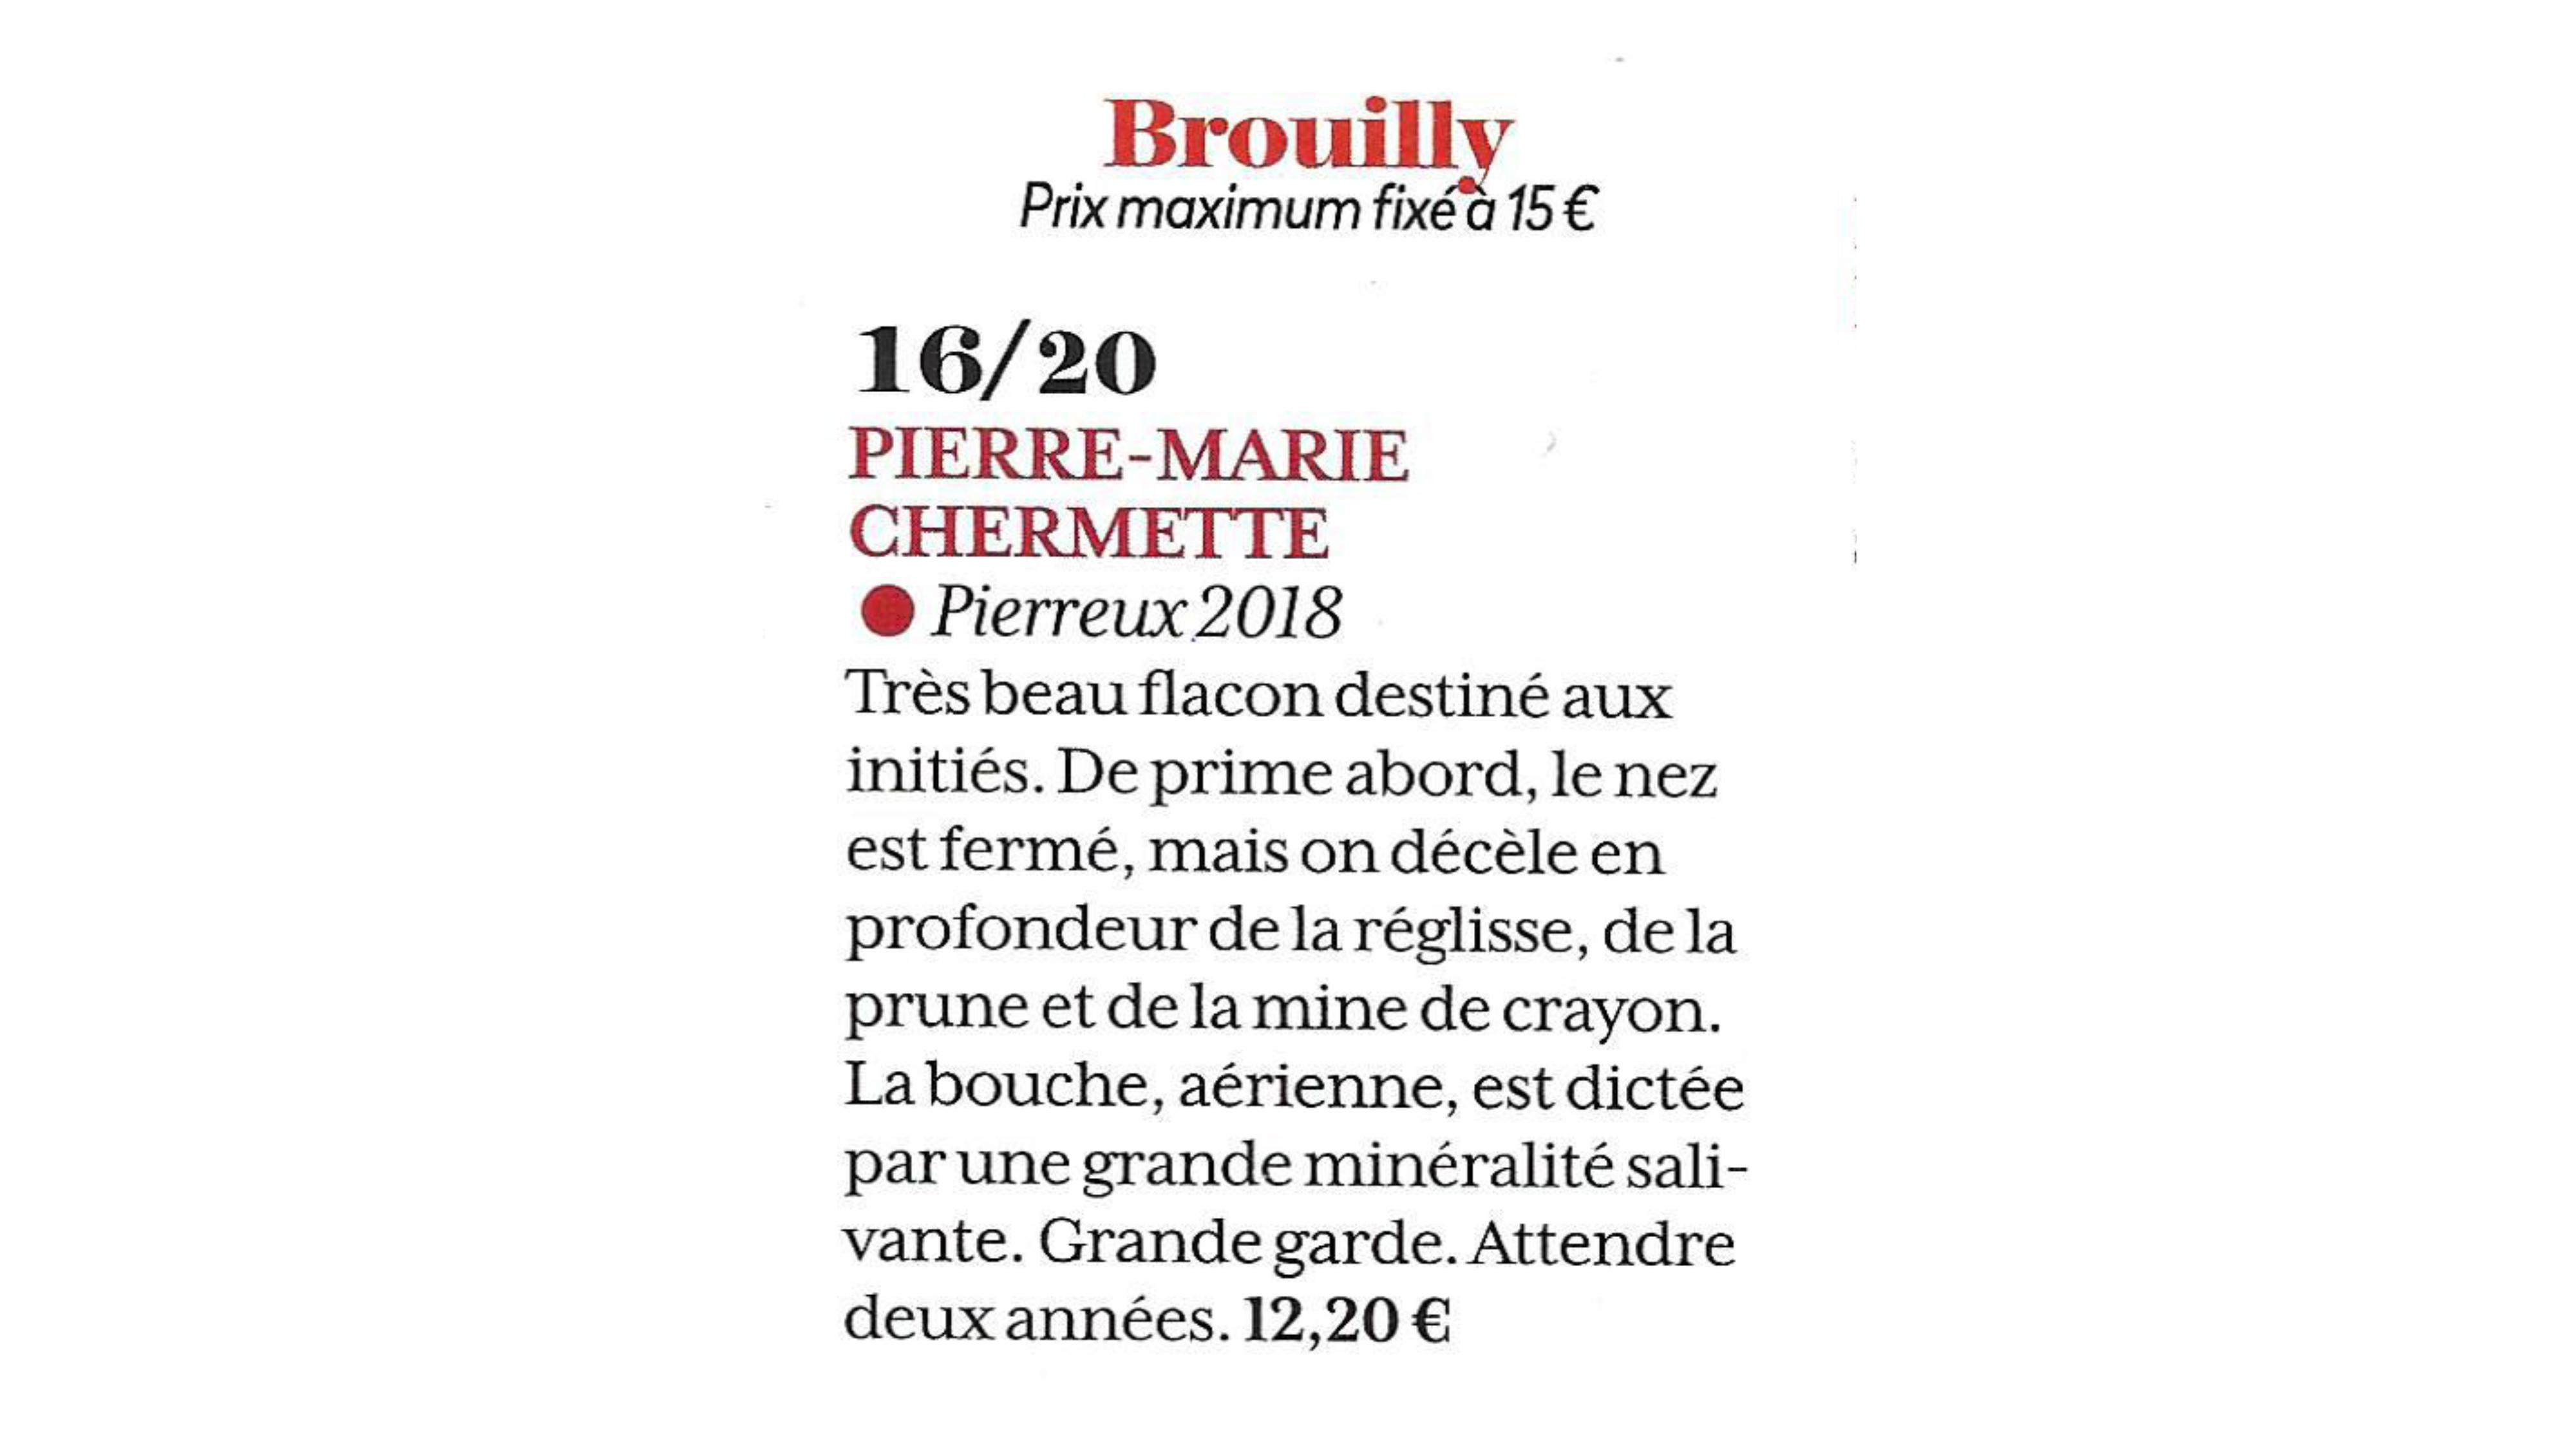 Brouilly
Prix maximum fixé à 15 €
16/20
PIERRE-MARIE
CHERMETTE
Pierreux 2018
Très beau flacon destiné aux
initiés. De prime abord, le nez
est fermé, mais on décèle en
profondeur de la réglisse, de la
prune et de la mine de crayon.
La bouche, aérienne, est dictée
par une grande minéralité sali-
vante. Grande garde. Attendre
deux années. 12,20 €